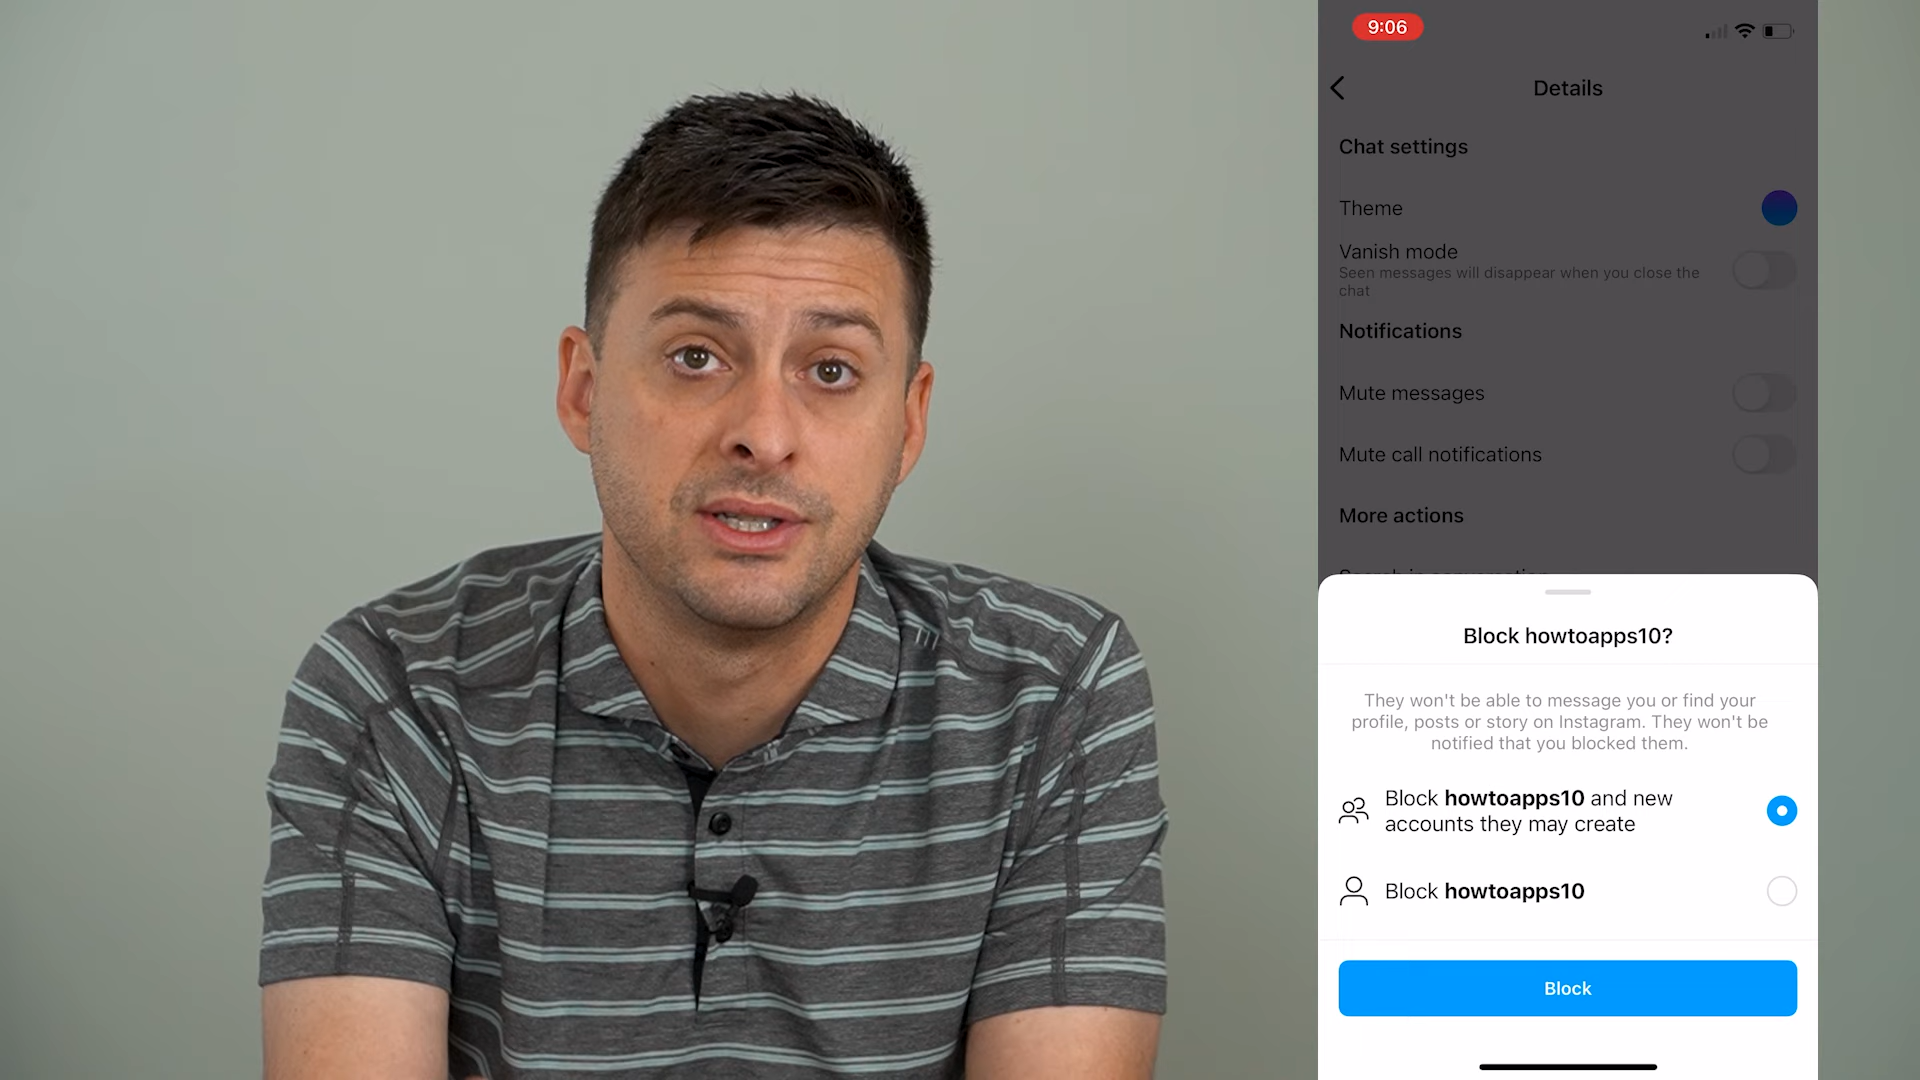 9:06
Details
Chat settings
Theme
Vanish mode
Seen messages will disappear when you close the
chat
Notifications
Mute messages
Mute call notifications
More actions
Block howtoapps10?
They won't be able to message you or find your
profile, posts or story on Instagram. They won't be
notified that you blocked them.
Block howtoapps10 and new
accounts they may create
Block howtoapps10
Block